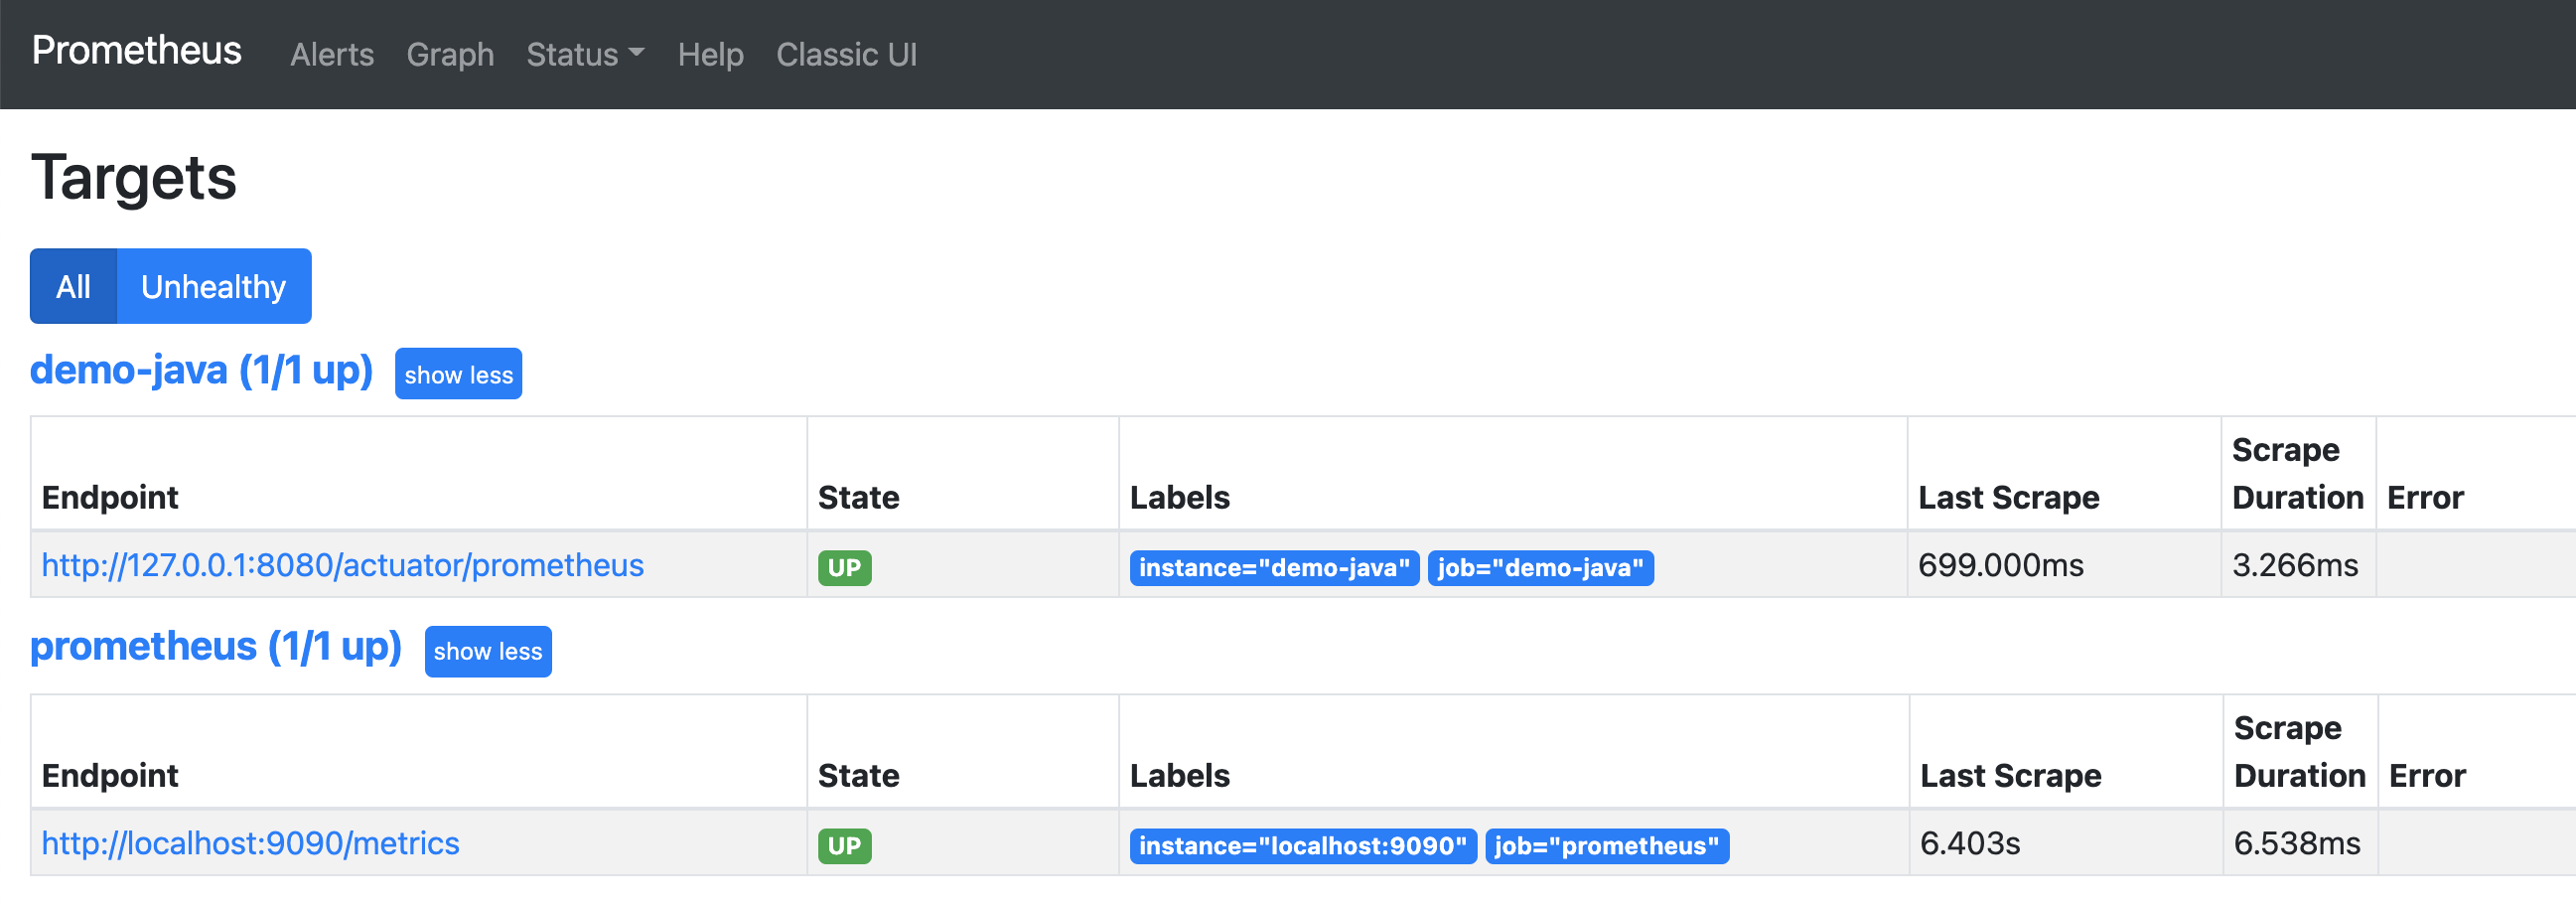 Prometheus Alerts Graph Status Help Classic UI
Targets
All Unhealthy
demo-java (1/1 up) show less
Endpoint State Labels Last Scrape Scrape Duration Error
http://127.0.0.1:8080/actuator/prometheus UP instance="demo-java" job="demo-java" 699.000ms 3.266ms
prometheus (1/1 up) show less
Endpoint State Labels Last Scrape Scrape Duration Error
http://localhost:9090/metrics UP instance="localhost:9090" job="prometheus" 6.403s 6.538ms